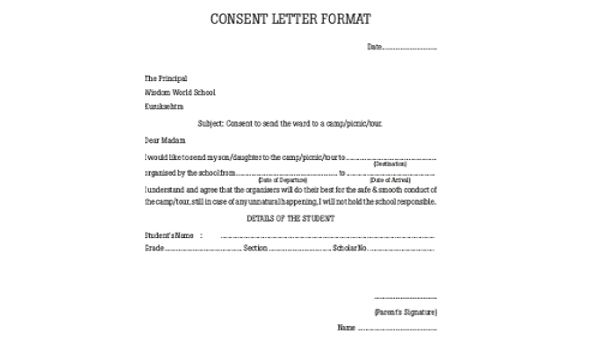 CONSENT LETTER FORMAT
Date........................
The Principal
Wisdom World School
Kurukshetra
Subject: Consent to send the ward to a camp/picnic/tour.
Dear Madam
I would like to send my son/daughter to the camp/picnic/tour to........................................
(Destination)
organised by the school from................................................ to ........................................
(Date of Departure) (Date of Arrival)
I understand and agree that the organisers will do their best for the safe & smooth conduct of
the camp/tour, still in case of any unnatural happening, I will not hold the school responsible.
DETAILS OF THE STUDENT
Student's Name : ................................................................................................
Grade.................................. Section............................ Scholar No..............................
............................
(Parent's Signature)
Name ...................................